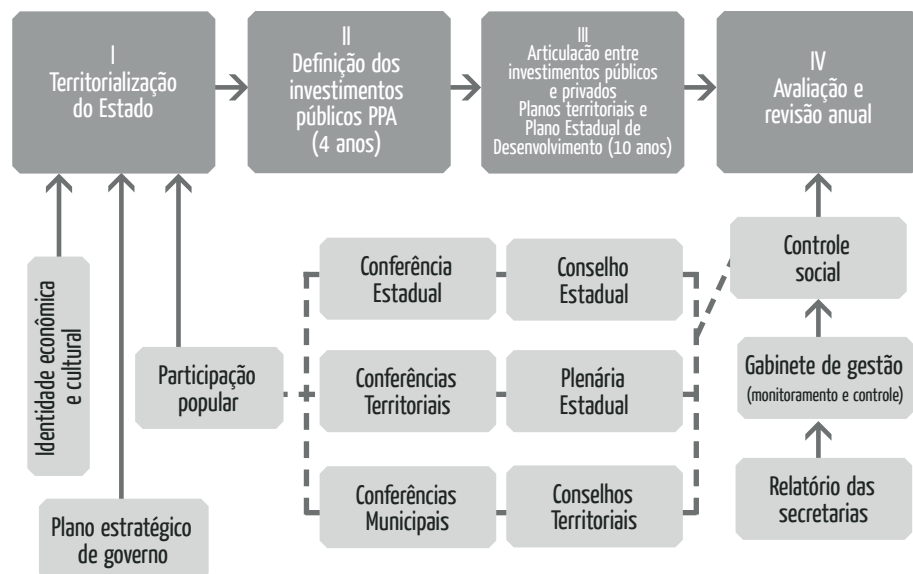 I
Territorialização
do Estado
II
Definição dos
investimentos
públicos PPA
(4 anos)
III
Articulacão entre
investimentos públicos
e privados
Planos territoriais e
Plano Estadual de
Desenvolvimento (10 anos)
IV
Avaliação e
revisão anual
Identidade econômica
e cultural
Plano estratégico
de governo
Participação
popular
Conferência
Estadual
Conselho
Estadual
Conferências
Territoriais
Plenária
Estadual
Conferências
Municipais
Conselhos
Territoriais
Controle
social
Gabinete de gestão
(monitoramento e controle)
Relatório das
secretarias